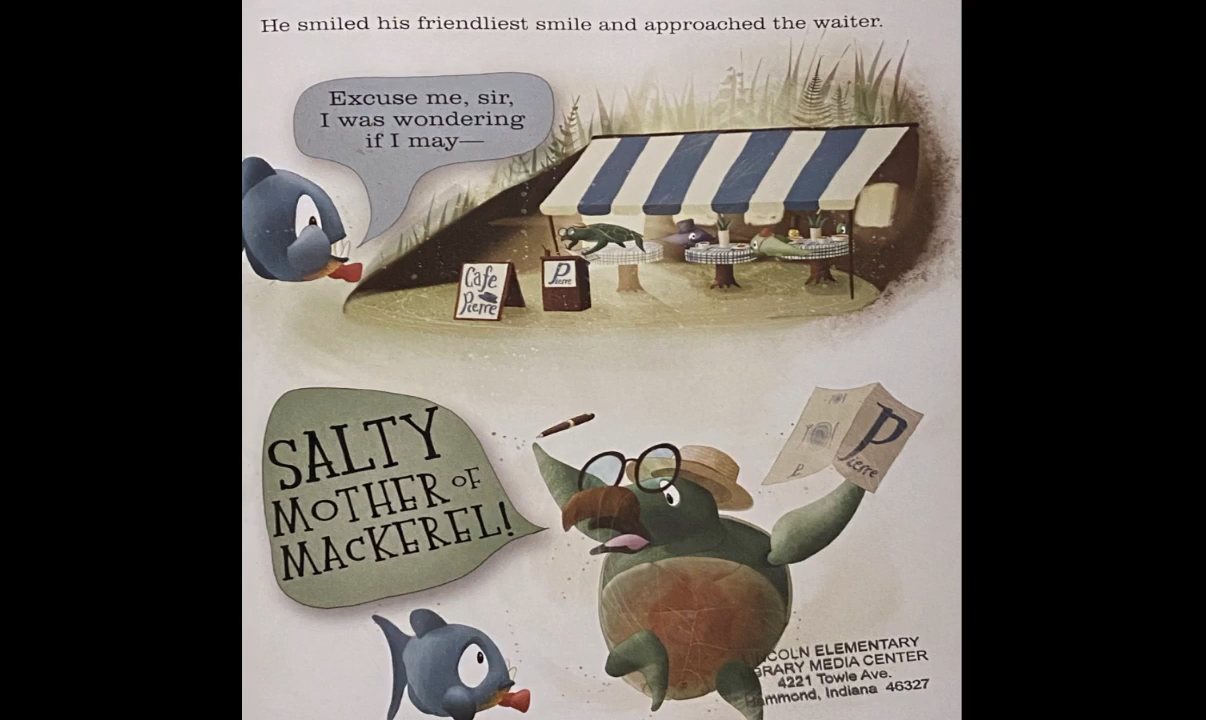 He smiled his friendliest smile and approached the waiter.
Excuse me, sir,
I was wondering
if I may—
Cafe
Pierre
Pierre
SALTY
MOTHER OF
MACKEREL!
Pierre
P
COLN ELEMENTARY
RARY MEDIA CENTER
4221 Towle Ave.
Hammond, Indiana 46327